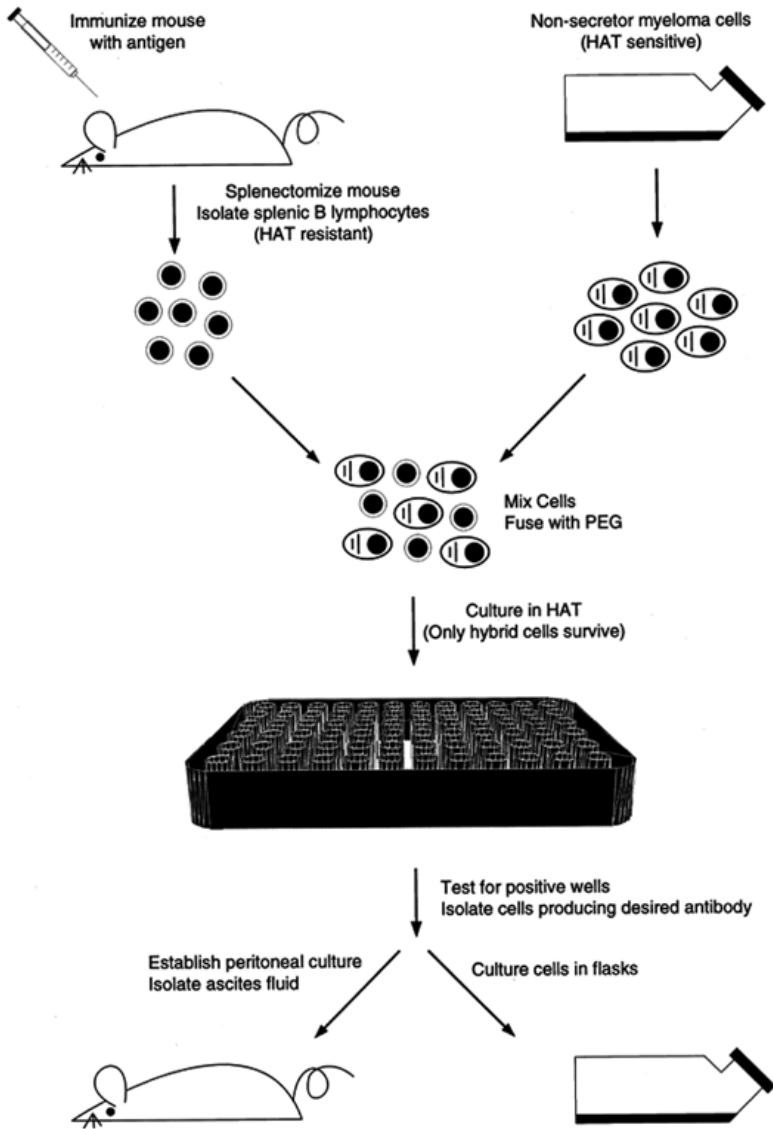 Immunize mouse
with antigen
Non-secretor myeloma cells
(HAT sensitive)
Splenectomize mouse
Isolate splenic B lymphocytes
(HAT resistant)
Mix Cells
Fuse with PEG
Culture in HAT
(Only hybrid cells survive)
Test for positive wells
Isolate cells producing desired antibody
Establish peritoneal culture
Isolate ascites fluid
Culture cells in flasks